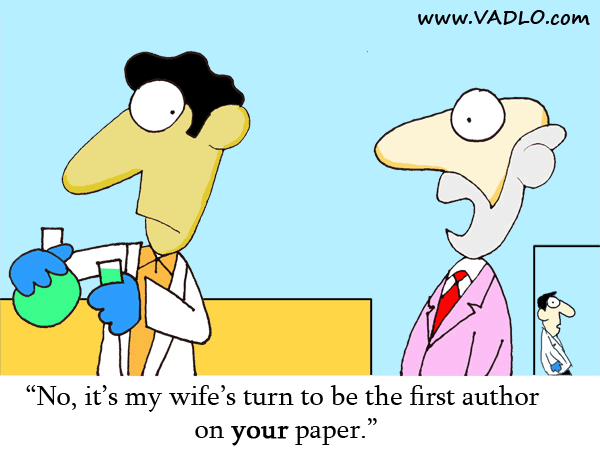 www.VADLO.com
“No, it’s my wife’s turn to be the first author
on your paper.”